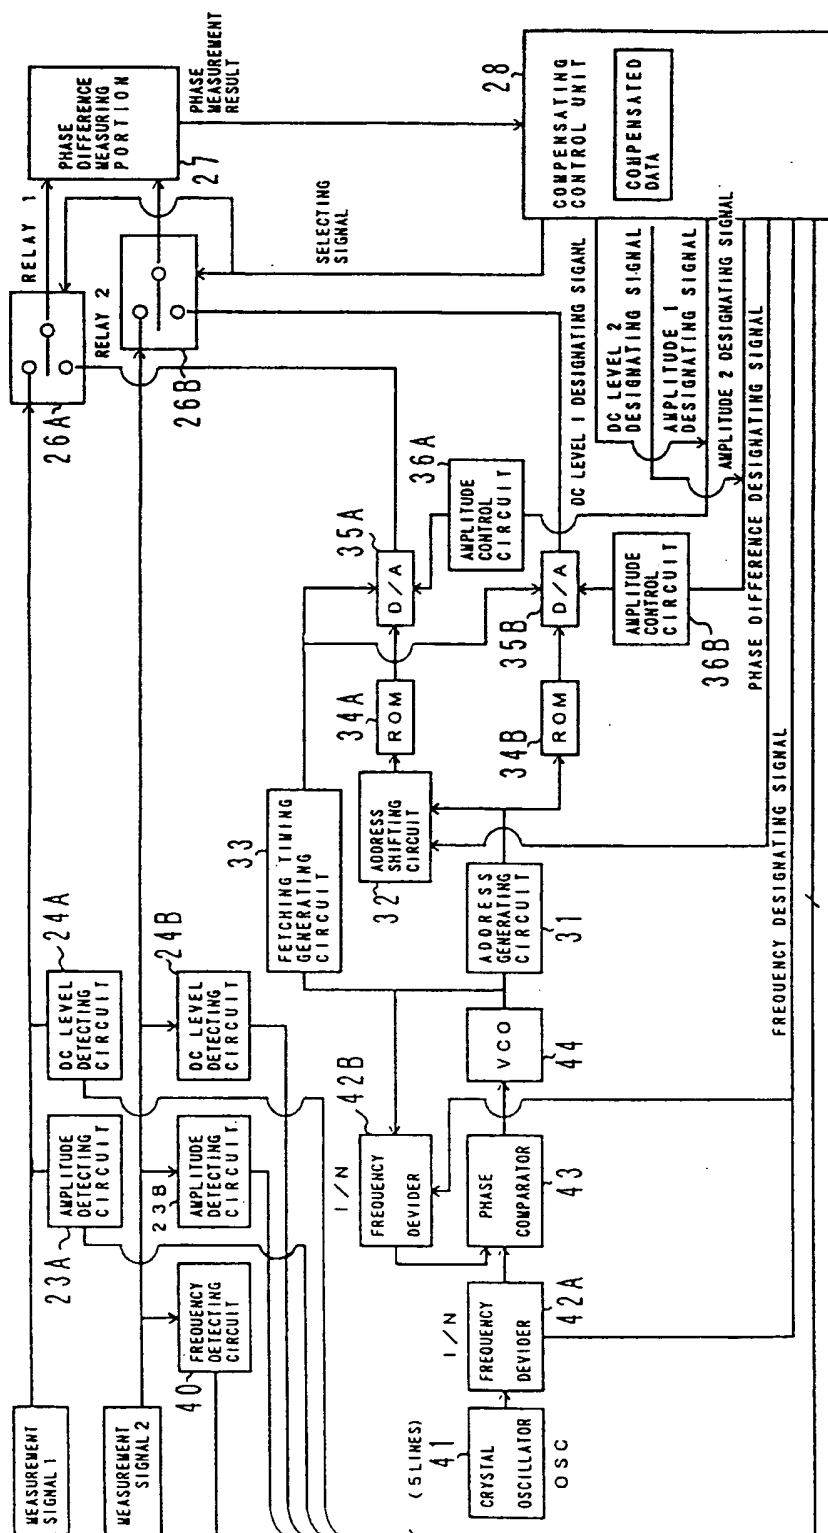 MEASUREMENT
SIGNAL 1
MEASUREMENT
SIGNAL 2
23A
AMPLITUDE
DETECTING
CIRCUIT
24A
DC LEVEL
DETECTING
CIRCUIT
26A
RELAY 1
RELAY 2
26B
PHASE
DIFFERENCE
MEASURING
PORTION
27
PHASE
MEASUREMENT
RESULT
40
FREQUENCY
DETECTING
CIRCUIT
23B
AMPLITUDE
DETECTING
CIRCUIT
24B
DC LEVEL
DETECTING
CIRCUIT
SELECTING
SIGNAL
33
FETCHING TIMING
GENERATING
CIRCUIT
1/N
42B
FREQUENCY
DEVIDER
32
ADDRESS
SHIFTING
CIRCUIT
34A
ROM
35A
D/A
36A
AMPLITUDE
CONTROL
CIRCUIT
28
COMPENSATING
CONTROL UNIT
COMPENSATED
DATA
(5 LINES)
41
CRYSTAL
OSCILLATOR
OSC
1/N
FREQUENCY
DEVIDER
42A
PHASE
COMPARATOR
43
VCO
44
ADDRESS
GENERATING
CIRCUIT
31
34B
ROM
35B
D/A
DC LEVEL 1 DESIGNATING SIGANL
DC LEVEL 2
DESIGNATING SIGNAL
AMPLITUDE 1
DESIGNATING SIGNAL
AMPLITUDE 2 DESIGNATING SIGNAL
AMPLITUDE
CONTROL
CIRCUIT
36B
PHASE DIFFERENCE DESIGNATING SIGNAL
FREQUENCY DESIGNATING SIGNAL